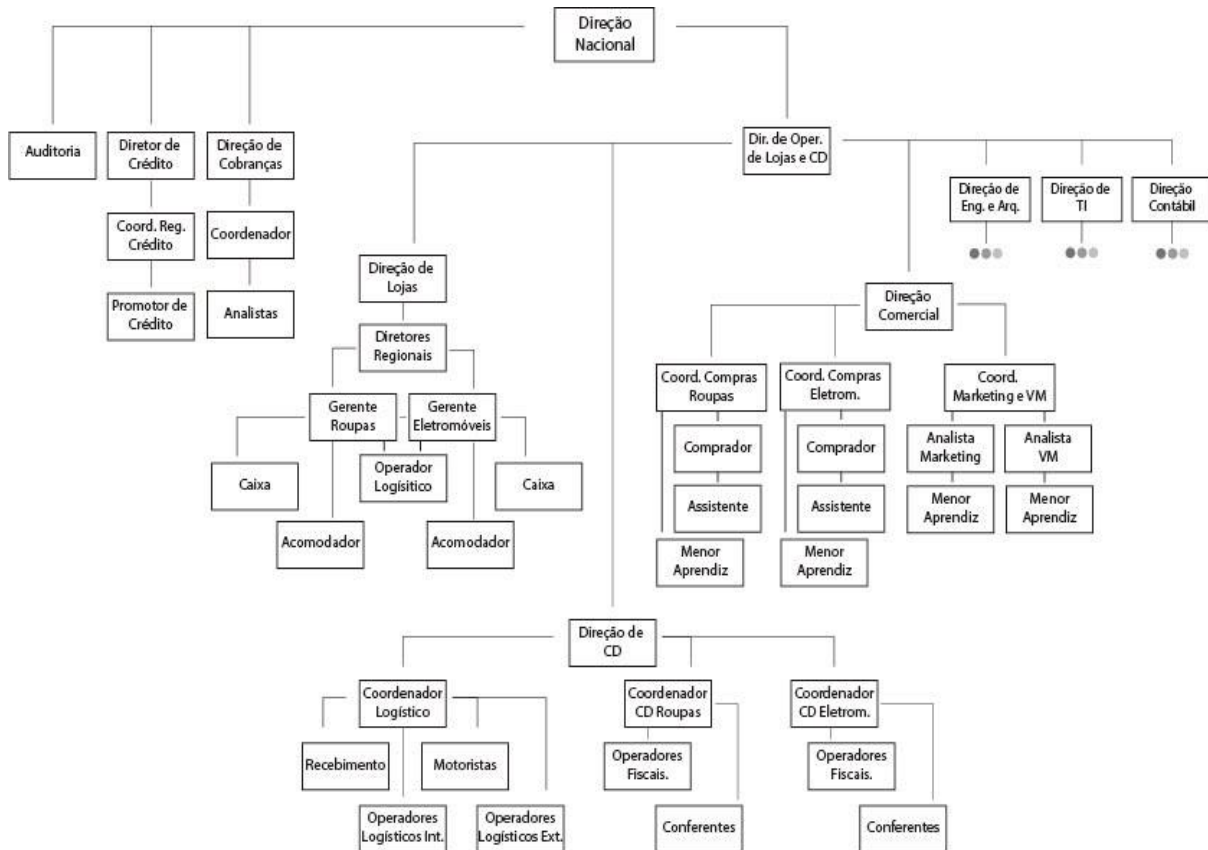 Direção
Nacional
Auditoria
Diretor de
Crédito
Direção de
Cobranças
Dir. de Oper.
de Lojas e CD
Direção de
Eng. e Arq.
Direção de
TI
Direção
Contábil
Coord. Reg.
Crédito
Coordenador
Promotor de
Crédito
Analistas
Direção de
Lojas
Diretores
Regionais
Gerente
Roupas
Gerente
Eletromóveis
Caixa
Operador
Logísitico
Caixa
Acomodador
Acomodador
Direção
Comercial
Coord. Compras
Roupas
Coord. Compras
Eletrom.
Coord.
Marketing e VM
Comprador
Comprador
Analista
Marketing
Analista
VM
Assistente
Assistente
Menor
Aprendiz
Menor
Aprendiz
Menor
Aprendiz
Menor
Aprendiz
Direção de
CD
Coordenador
Logístico
Coordenador
CD Roupas
Coordenador
CD Eletrom.
Recebimento
Motoristas
Operadores
Fiscais.
Operadores
Fiscais.
Operadores
Logísticos Int.
Operadores
Logísticos Ext.
Conferentes
Conferentes